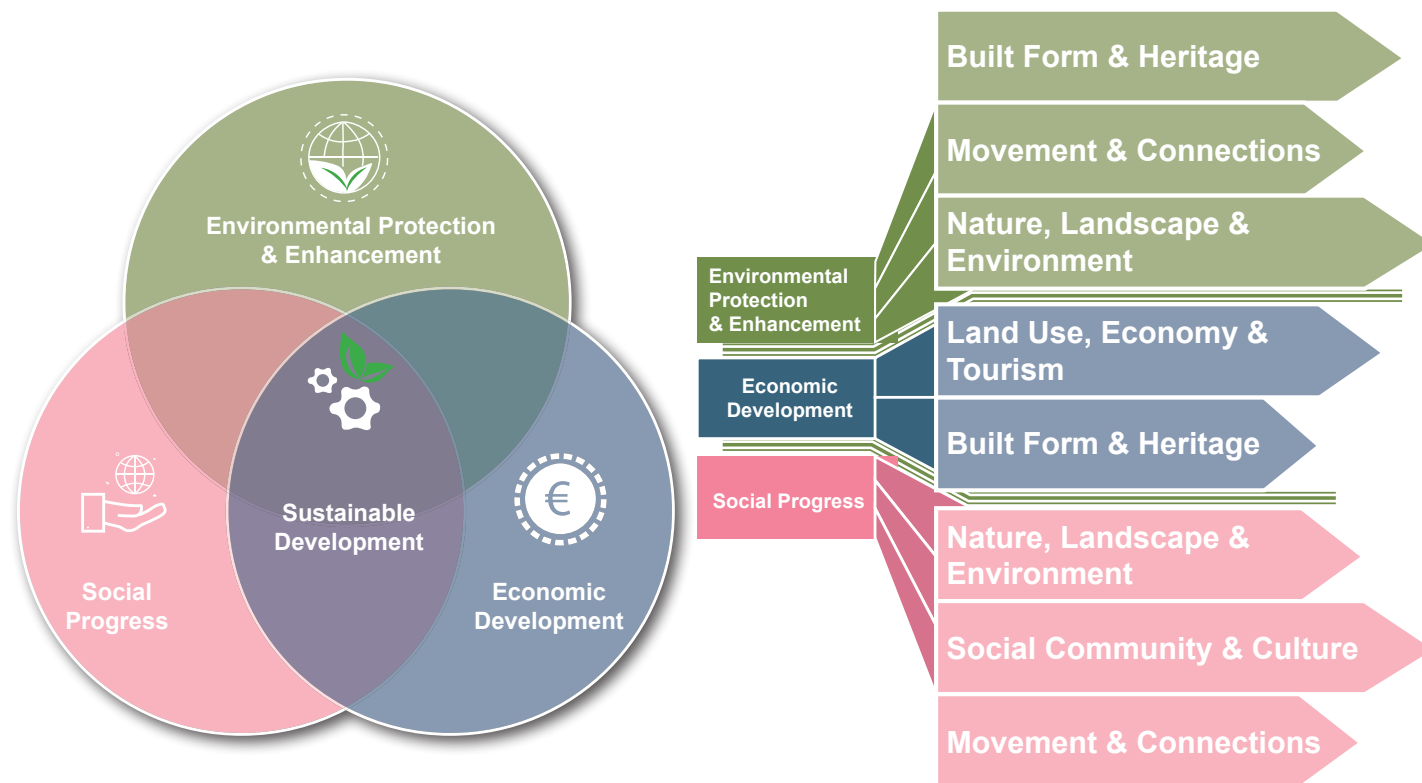 Environmental Protection
& Enhancement
Sustainable
Development
Social
Progress
€
Economic
Development
Environmental
Protection
& Enhancement
Economic
Development
Social Progress
Built Form & Heritage
Movement & Connections
Nature, Landscape &
Environment
Land Use, Economy &
Tourism
Built Form & Heritage
Nature, Landscape &
Environment
Social Community & Culture
Movement & Connections